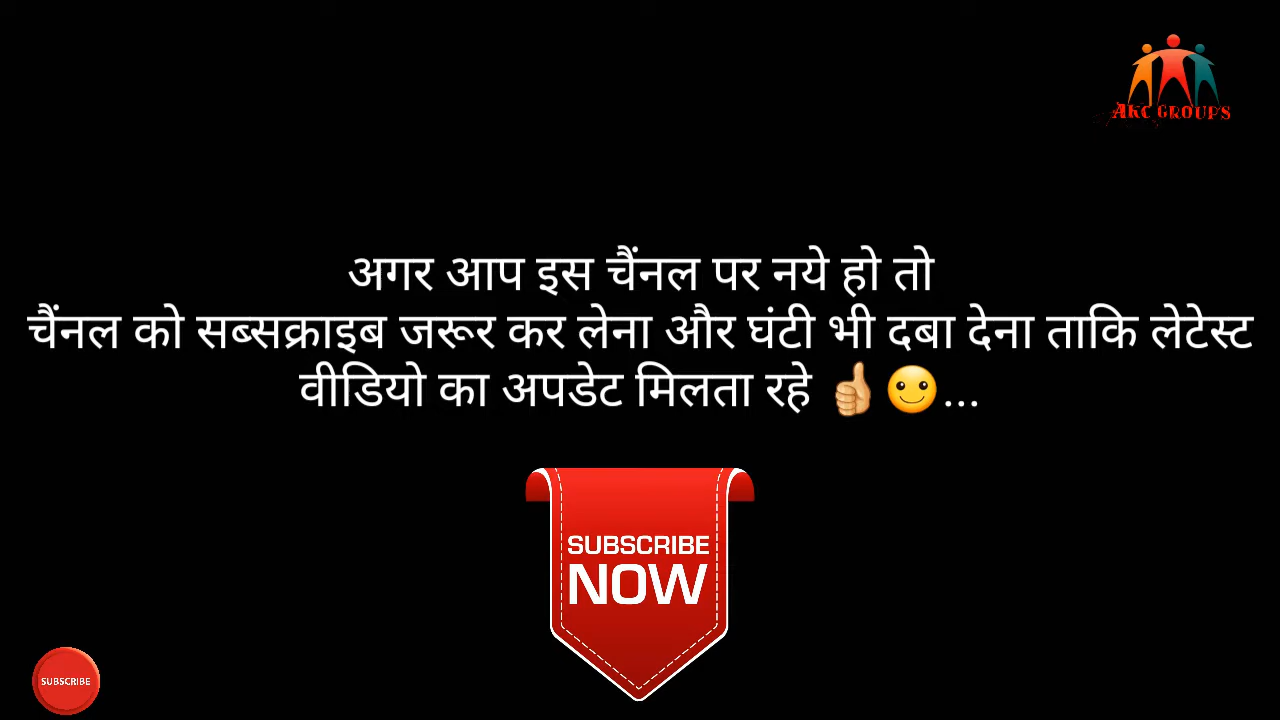 AKC GROUPS
अगर आप इस चैंनल पर नये हो तो
चैंनल को सब्सक्राइब जरूर कर लेना और घंटी भी दबा देना ताकि लेटेस्ट
वीडियो का अपडेट मिलता रहे 👍🙂...
SUBSCRIBE
NOW
SUBSCRIBE